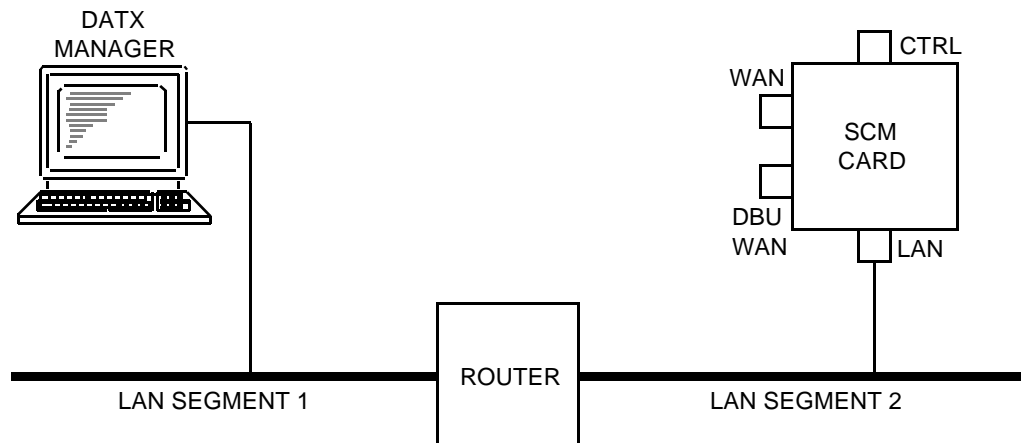 DATX
MANAGER
CTRL
WAN
SCM
CARD
DBU
WAN
LAN
ROUTER
LAN SEGMENT 1
LAN SEGMENT 2